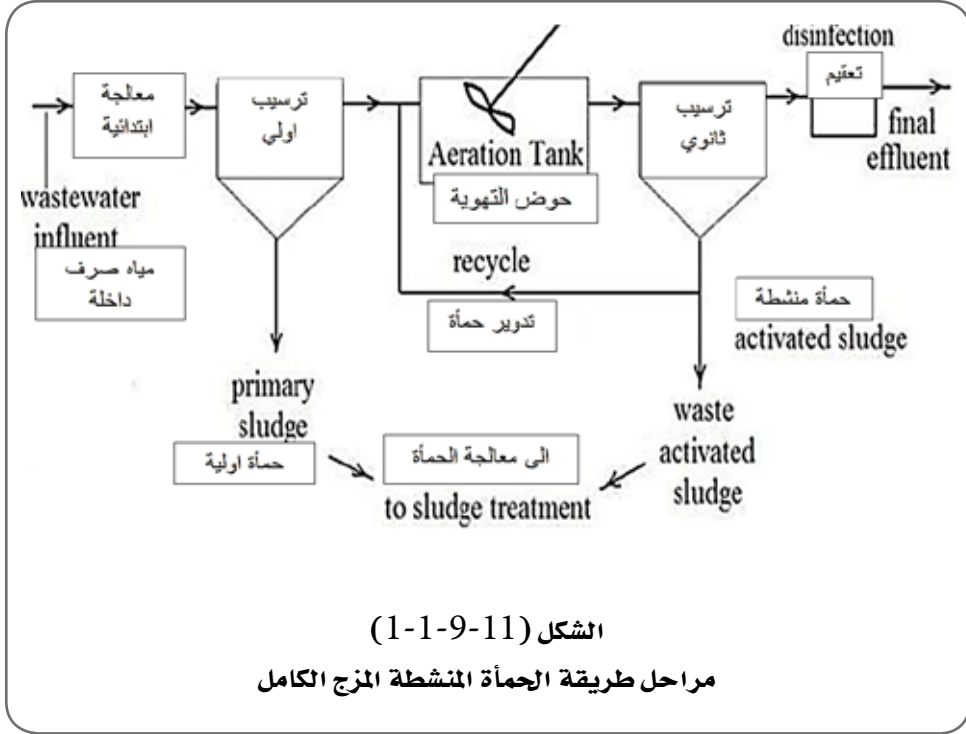 disinfection
تعقيم
معالجة
ابتدائية
ترسيب
اولي
ترسيب
ثانوي
Aeration Tank
حوض التهوية
final
effluent
wastewater
influent
مياه صرف
داخلة
recycle
تدوير حمأة
حمأة منشطة
activated sludge
primary
sludge
حمأة اولية
waste
activated
sludge
الى معالجة الحمأة
to sludge treatment
الشكل (11-9-1-1)
مراحل طريقة الحمأة المنشطة المزج الكامل